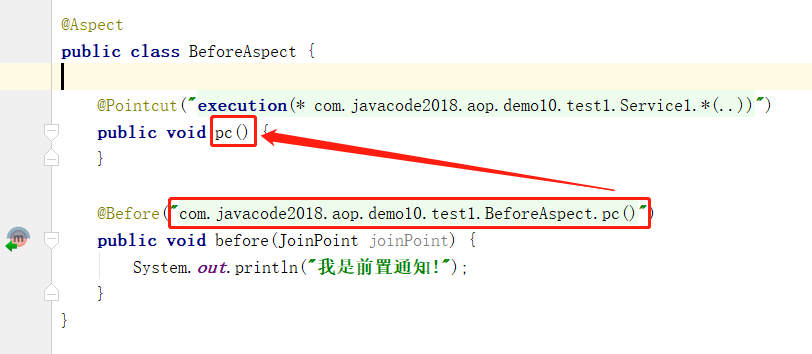 @Aspect
public class BeforeAspect {
@Pointcut("execution(* com.javacode2018.aop.demo10.test1.Service1.*(..))")
public void pc() {
}
@Before("com.javacode2018.aop.demo10.test1.BeforeAspect.pc()")
public void before(JoinPoint joinPoint) {
System.out.println("我是前置通知!");
}
}